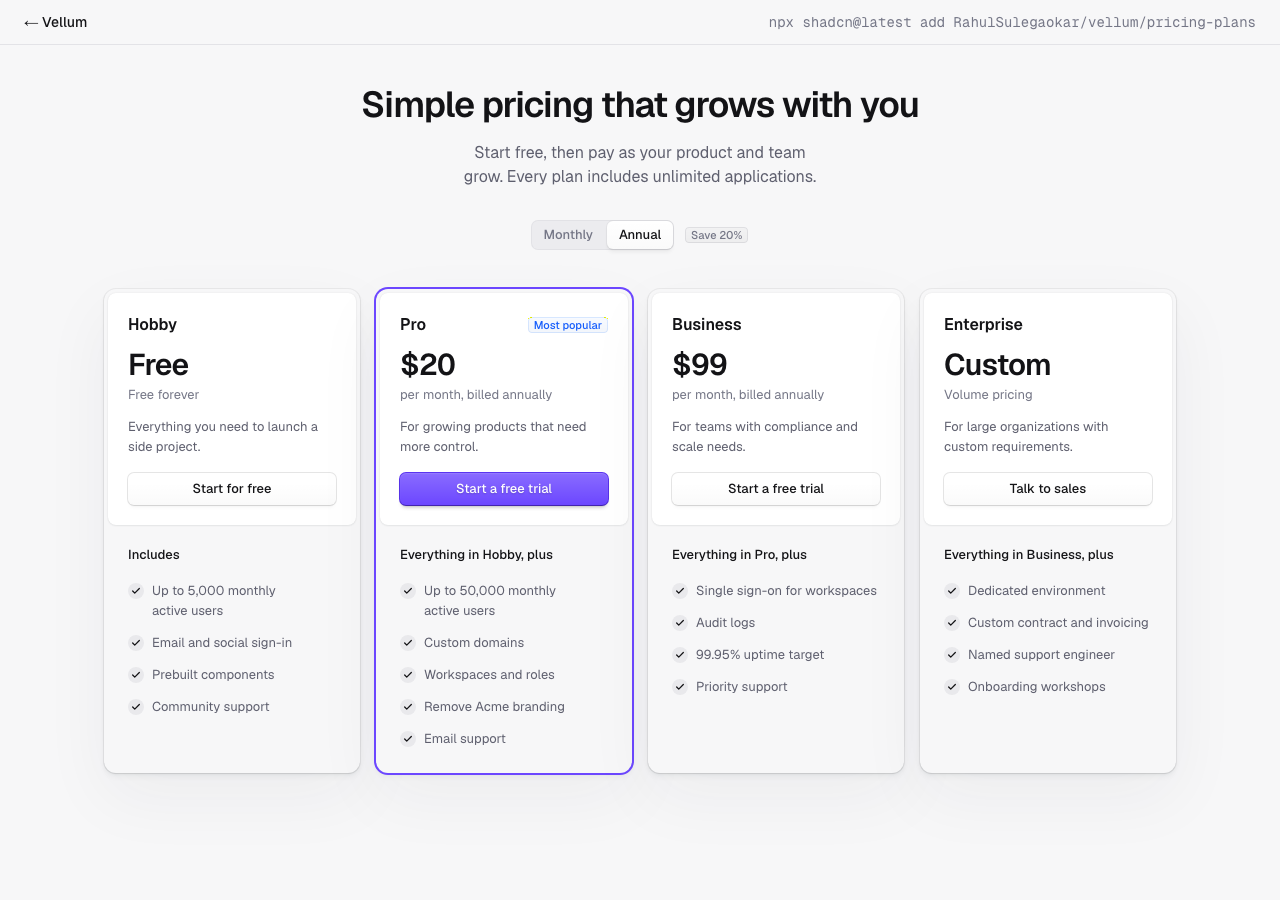 ← Vellum
npx shadcn@latest add RahulSulegaokar/vellum/pricing-plans
Simple pricing that grows with you
Start free, then pay as your product and team
grow. Every plan includes unlimited applications.
Monthly
Annual
Save 20%
Hobby
Free
Free forever
Everything you need to launch a
side project.
Start for free
Includes
Up to 5,000 monthly
active users
Email and social sign-in
Prebuilt components
Community support
Pro
Most popular
$20
per month, billed annually
For growing products that need
more control.
Start a free trial
Everything in Hobby, plus
Up to 50,000 monthly
active users
Custom domains
Workspaces and roles
Remove Acme branding
Email support
Business
$99
per month, billed annually
For teams with compliance and
scale needs.
Start a free trial
Everything in Pro, plus
Single sign-on for workspaces
Audit logs
99.95% uptime target
Priority support
Enterprise
Custom
Volume pricing
For large organizations with
custom requirements.
Talk to sales
Everything in Business, plus
Dedicated environment
Custom contract and invoicing
Named support engineer
Onboarding workshops